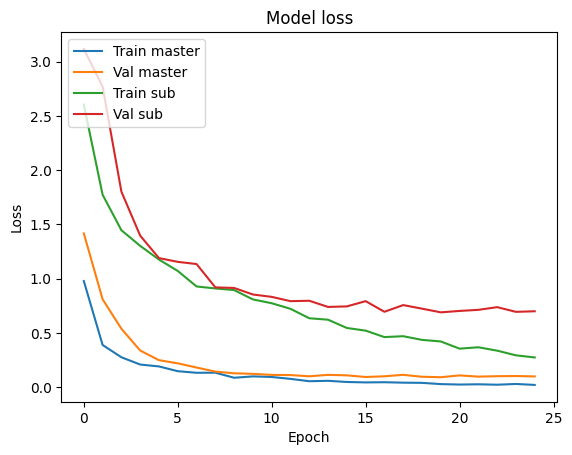 Model loss
Train master
Val master
Train sub
Val sub
3.0
2.5
2.0
1.5
1.0
0.5
0.0
Loss
0 5 10 15 20 25
Epoch